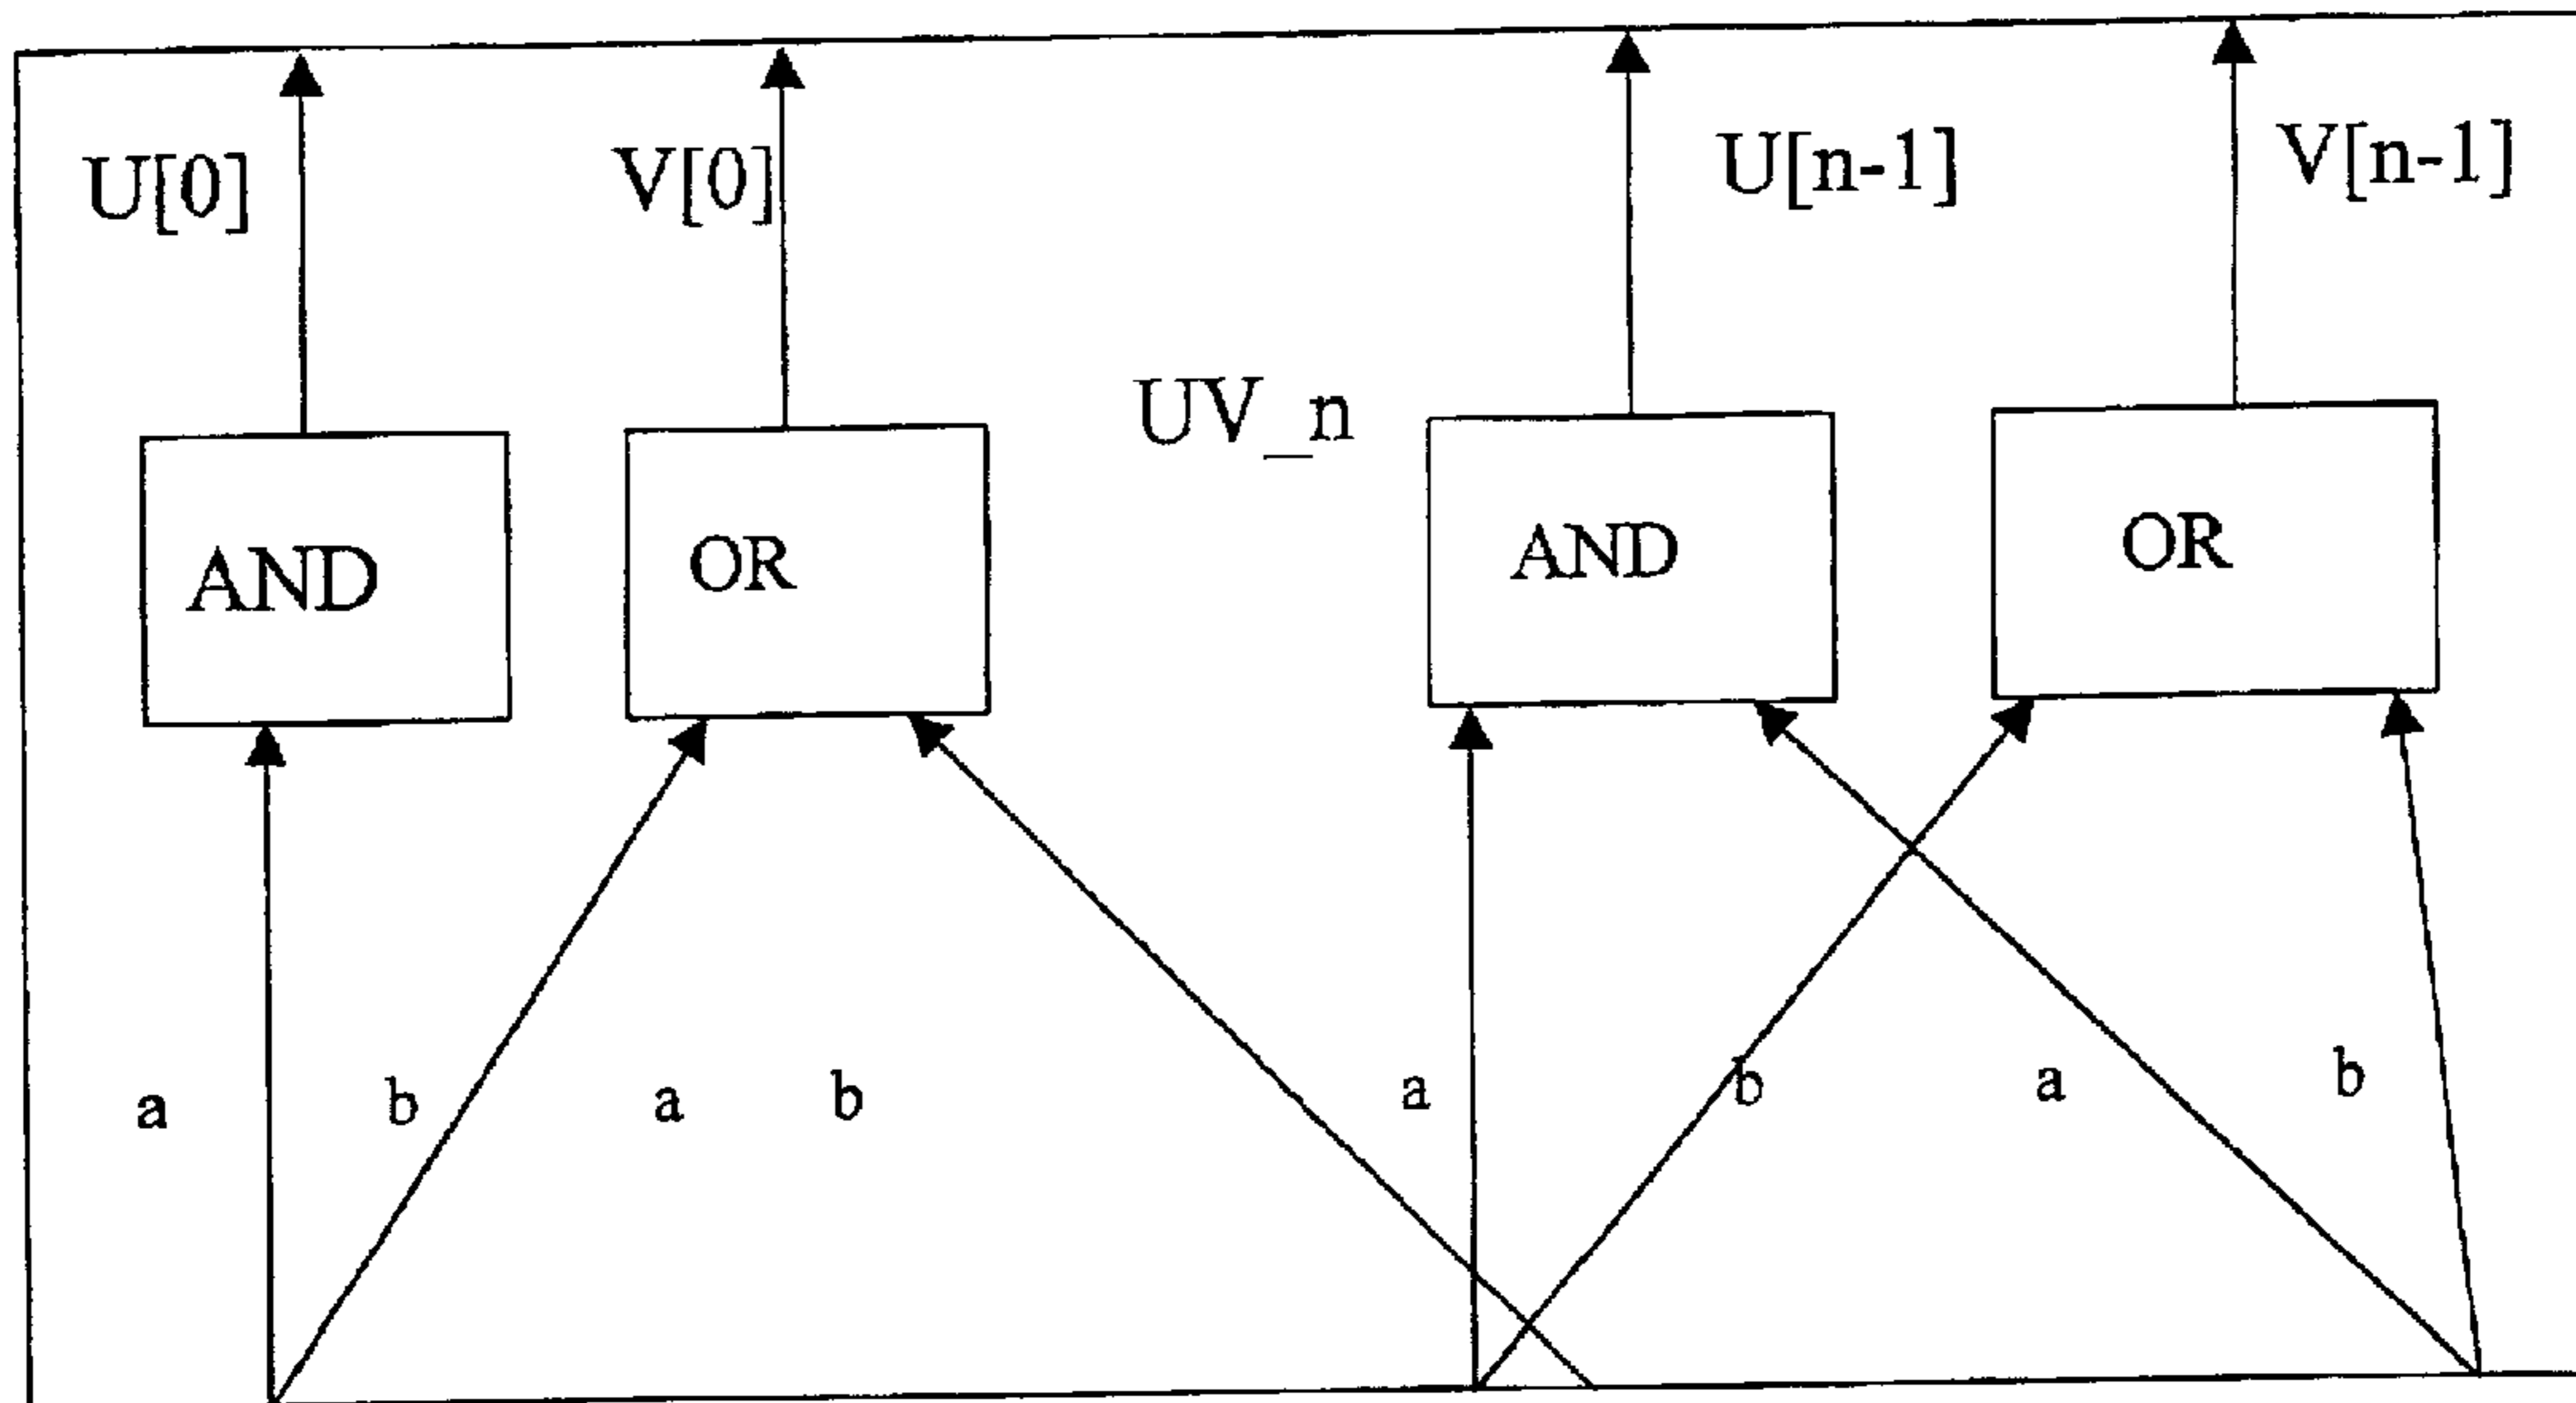 U[0] V[0] U[n-1] V[n-1]
UV_n
AND OR AND OR
a b a b a b a b